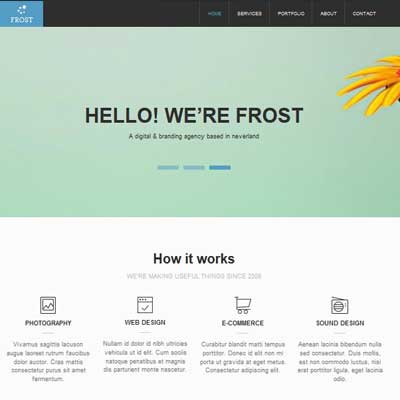 FROST
HOME SERVICES PORTFOLIO ABOUT CONTACT
HELLO! WE'RE FROST
A digital & branding agency based in neverland
How it works
WE'RE MAKING USEFUL THINGS SINCE 2006
PHOTOGRAPHY
Vivamus sagittis lacuson
augue laoreet rutrum faucibus
dolor auctor. Cras mattis
consectetur purus sit amet
fermentum.
WEB DESIGN
Nullam id dolor id nibh ultricies
vehicula ut id elit. Cum sociis
natoque penatibus et magnis
dis parturient monte nascetur.
E-COMMERCE
Curabitur blandit matti tempus
porttitor. Donec id elit non mi
porta ut gravida at eget metus.
Consectetur adipiscing elit.
SOUND DESIGN
Aenean lacinia bibendum nulla
sed consectetur. Duis mollis,
est non commodo luctus, nisi
erat porttitor ligula, eget lacinia
odio.